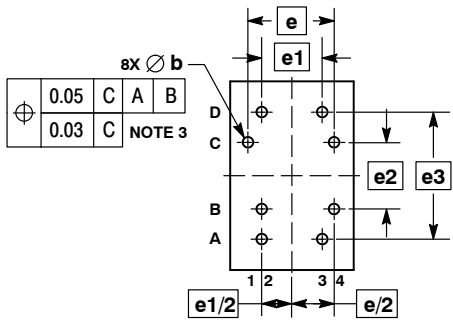 e
e1
8X ∅ b
⌖ 0.05 C A B
0.03 C NOTE 3
D
C
e2 e3
B
A
1 2 3 4
e1/2 e/2